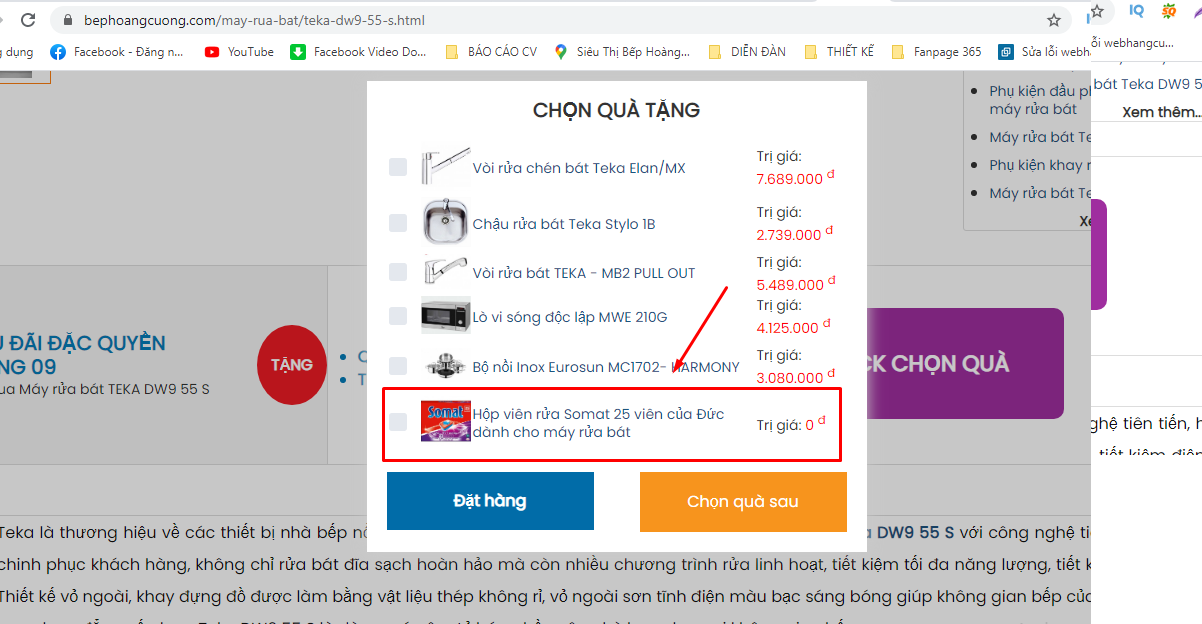 bephoangcuong.com/may-rua-bat/teka-dw9-55-s.html
IQ
SQ
dụng
Facebook - Đăng n...
YouTube
Facebook Video Do...
BÁO CÁO CV
Siêu Thị Bếp Hoàng...
DIỄN ĐÀN
THIẾT KẾ
Fanpage 365
Sửa lỗi webh
ỗi webhangcu...
CHỌN QUÀ TẶNG
Vòi rửa chén bát Teka Elan/MX
Trị giá:
7.689.000 đ
Chậu rửa bát Teka Stylo 1B
Trị giá:
2.739.000 đ
Vòi rửa bát TEKA - MB2 PULL OUT
Trị giá:
5.489.000 đ
Lò vi sóng độc lập MWE 210G
Trị giá:
4.125.000 đ
Bộ nồi Inox Eurosun MC1702- HARMONY
Trị giá:
3.080.000 đ
Somat
Hộp viên rửa Somat 25 viên của Đức
dành cho máy rửa bát
Trị giá: 0 đ
Đặt hàng
Chọn quà sau
Phụ kiện đầu p
máy rửa bát
Máy rửa bát Te
Phụ kiện khay r
Máy rửa bát Te
Xe
bát Teka DW9 5
Xem thêm...
U ĐÃI ĐẶC QUYỀN
NG 09
ua Máy rửa bát TEKA DW9 55 S
TẶNG
CK CHỌN QUÀ
Teka là thương hiệu về các thiết bị nhà bếp nổ
DW9 55 S với công nghệ ti
chinh phục khách hàng, không chỉ rửa bát đĩa sạch hoàn hảo mà còn nhiều chương trình rửa linh hoạt, tiết kiệm tối đa năng lượng, tiết k
Thiết kế vỏ ngoài, khay đựng đồ được làm bằng vật liệu thép không rỉ, vỏ ngoài sơn tĩnh điện màu bạc sáng bóng giúp không gian bếp củ
ghệ tiên tiến, h
tiết kiệm điện